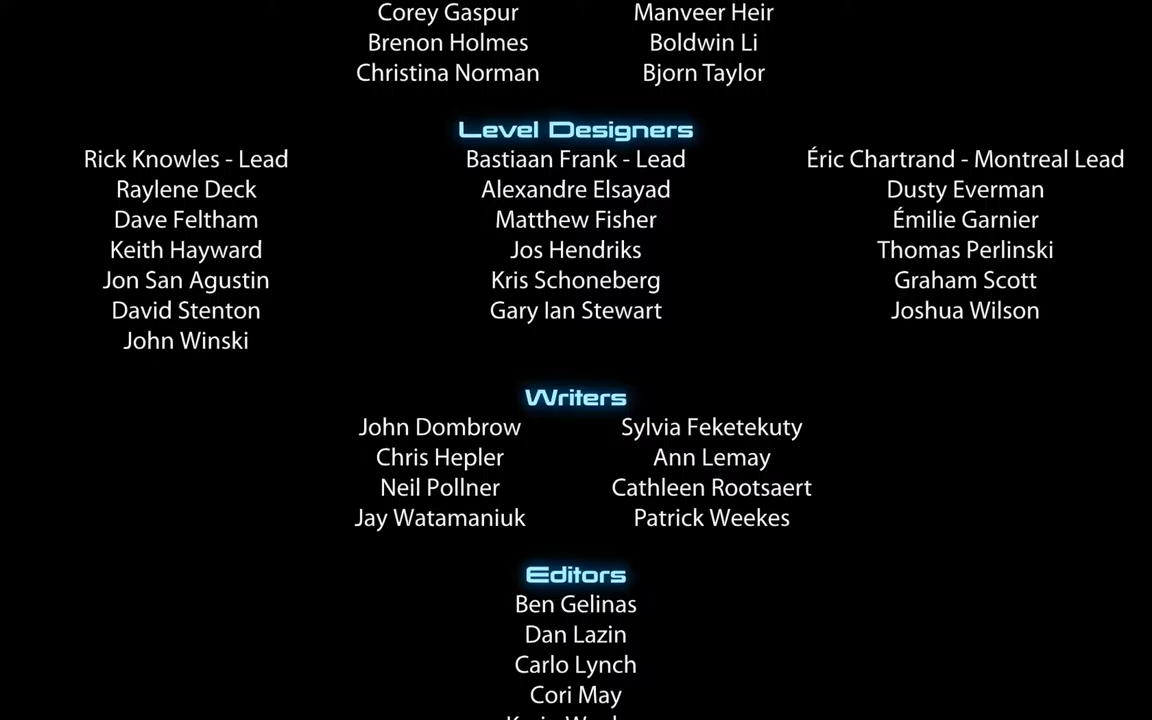 Corey Gaspur Manveer Heir
Brenon Holmes Boldwin Li
Christina Norman Bjorn Taylor
Level Designers
Rick Knowles - Lead Bastiaan Frank - Lead Éric Chartrand - Montreal Lead
Raylene Deck Alexandre Elsayad Dusty Everman
Dave Feltham Matthew Fisher Émilie Garnier
Keith Hayward Jos Hendriks Thomas Perlinski
Jon San Agustin Kris Schoneberg Graham Scott
David Stenton Gary Ian Stewart Joshua Wilson
John Winski
Writers
John Dombrow Sylvia Feketekuty
Chris Hepler Ann Lemay
Neil Pollner Cathleen Rootsaert
Jay Watamaniuk Patrick Weekes
Editors
Ben Gelinas
Dan Lazin
Carlo Lynch
Cori May